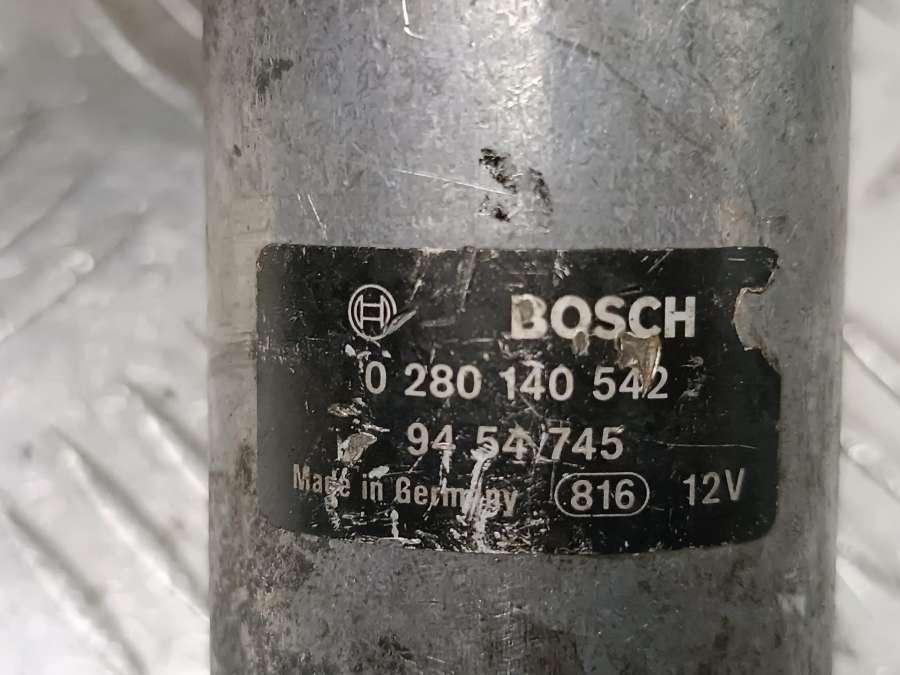 BOSCH
0 280 140 542
94 54 745
Made in Germany 816 12V